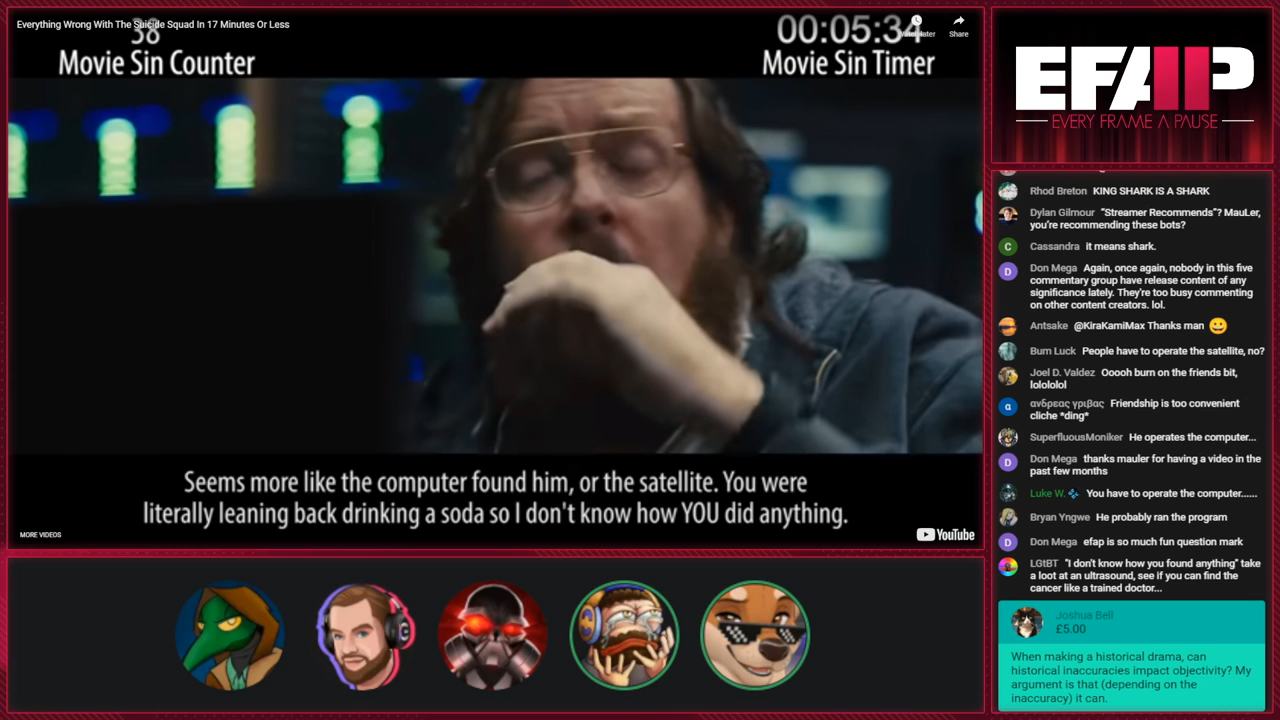 Everything Wrong With The Suicide Squad In 17 Minutes Or Less
38
Movie Sin Counter
00:05:34
Movie Sin Timer
Share
Seems more like the computer found him, or the satellite. You were
literally leaning back drinking a soda so I don't know how YOU did anything.
MORE VIDEOS
YouTube
EFAP
EVERY FRAME A PAUSE
Rhod Breton KING SHARK IS A SHARK
Dylan Gilmour "Streamer Recommends"? MauLer,
you're recommending these bots?
C
Cassandra it means shark.
D
Don Mega Again, once again, nobody in this five
commentary group have release content of any
significance lately. They're too busy commenting
on other content creators. lol.
Antsake @KiraKamiMax Thanks man 😀
Bum Luck People have to operate the satellite, no?
Joel D. Valdez Ooooh burn on the friends bit,
lolololol
α
ανδρεας γριβας Friendship is too convenient
cliche *ding*
SuperfluousMoniker He operates the computer...
D
Don Mega thanks mauler for having a video in the
past few months
Luke W. You have to operate the computer......
Bryan Yngwe He probably ran the program
D
Don Mega efap is so much fun question mark
LGtBT "I don't know how you found anything" take
a loot at an ultrasound, see if you can find the
cancer like a trained doctor...
Joshua Bell
£5.00
When making a historical drama, can
historical inaccuracies impact objectivity? My
argument is that (depending on the
inaccuracy) it can.